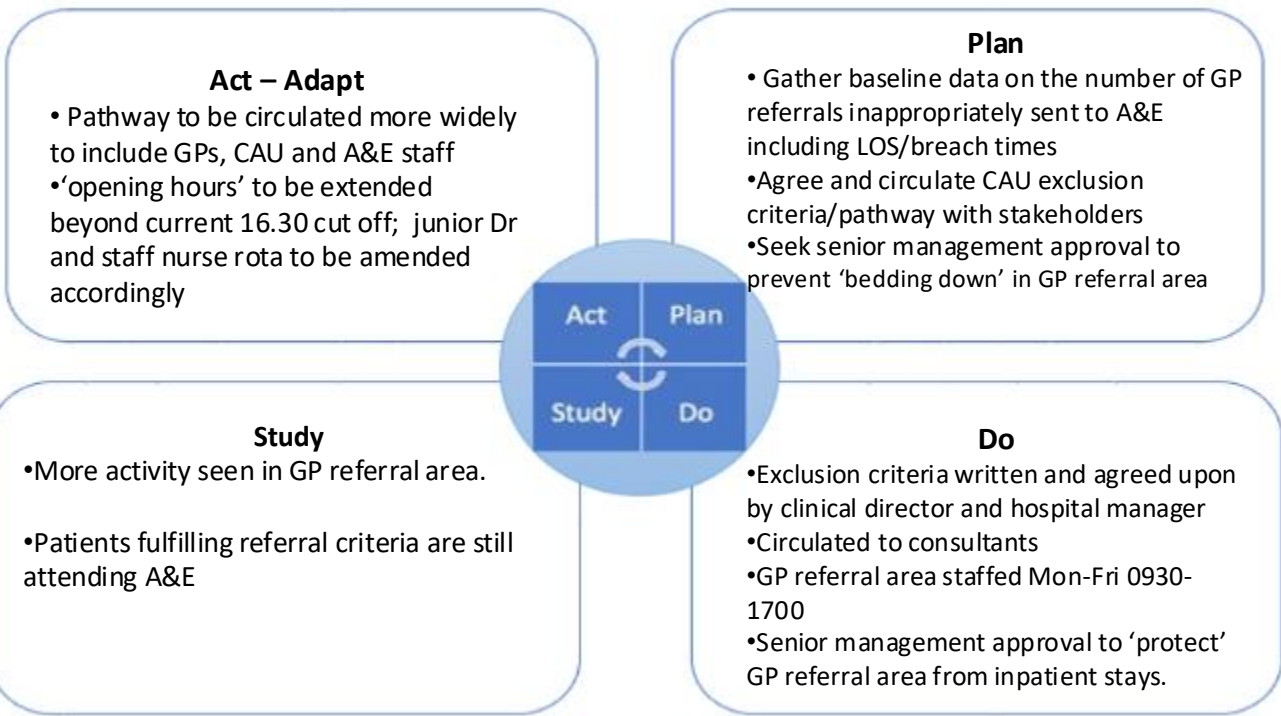 Act – Adapt
• Pathway to be circulated more widely
to include GPs, CAU and A&E staff
•‘opening hours’ to be extended
beyond current 16.30 cut off;  junior Dr
and staff nurse rota to be amended
accordingly
Plan
• Gather baseline data on the number of GP
referrals inappropriately sent to A&E
including LOS/breach times
•Agree and circulate CAU exclusion
criteria/pathway with stakeholders
•Seek senior management approval to
prevent ‘bedding down’ in GP referral area
Act
Plan
Study
Do
Study
•More activity seen in GP referral area.
•Patients fulfilling referral criteria are still
attending A&E
Do
•Exclusion criteria written and agreed upon
by clinical director and hospital manager
•Circulated to consultants
•GP referral area staffed Mon-Fri 0930-
1700
•Senior management approval to ‘protect’
GP referral area from inpatient stays.